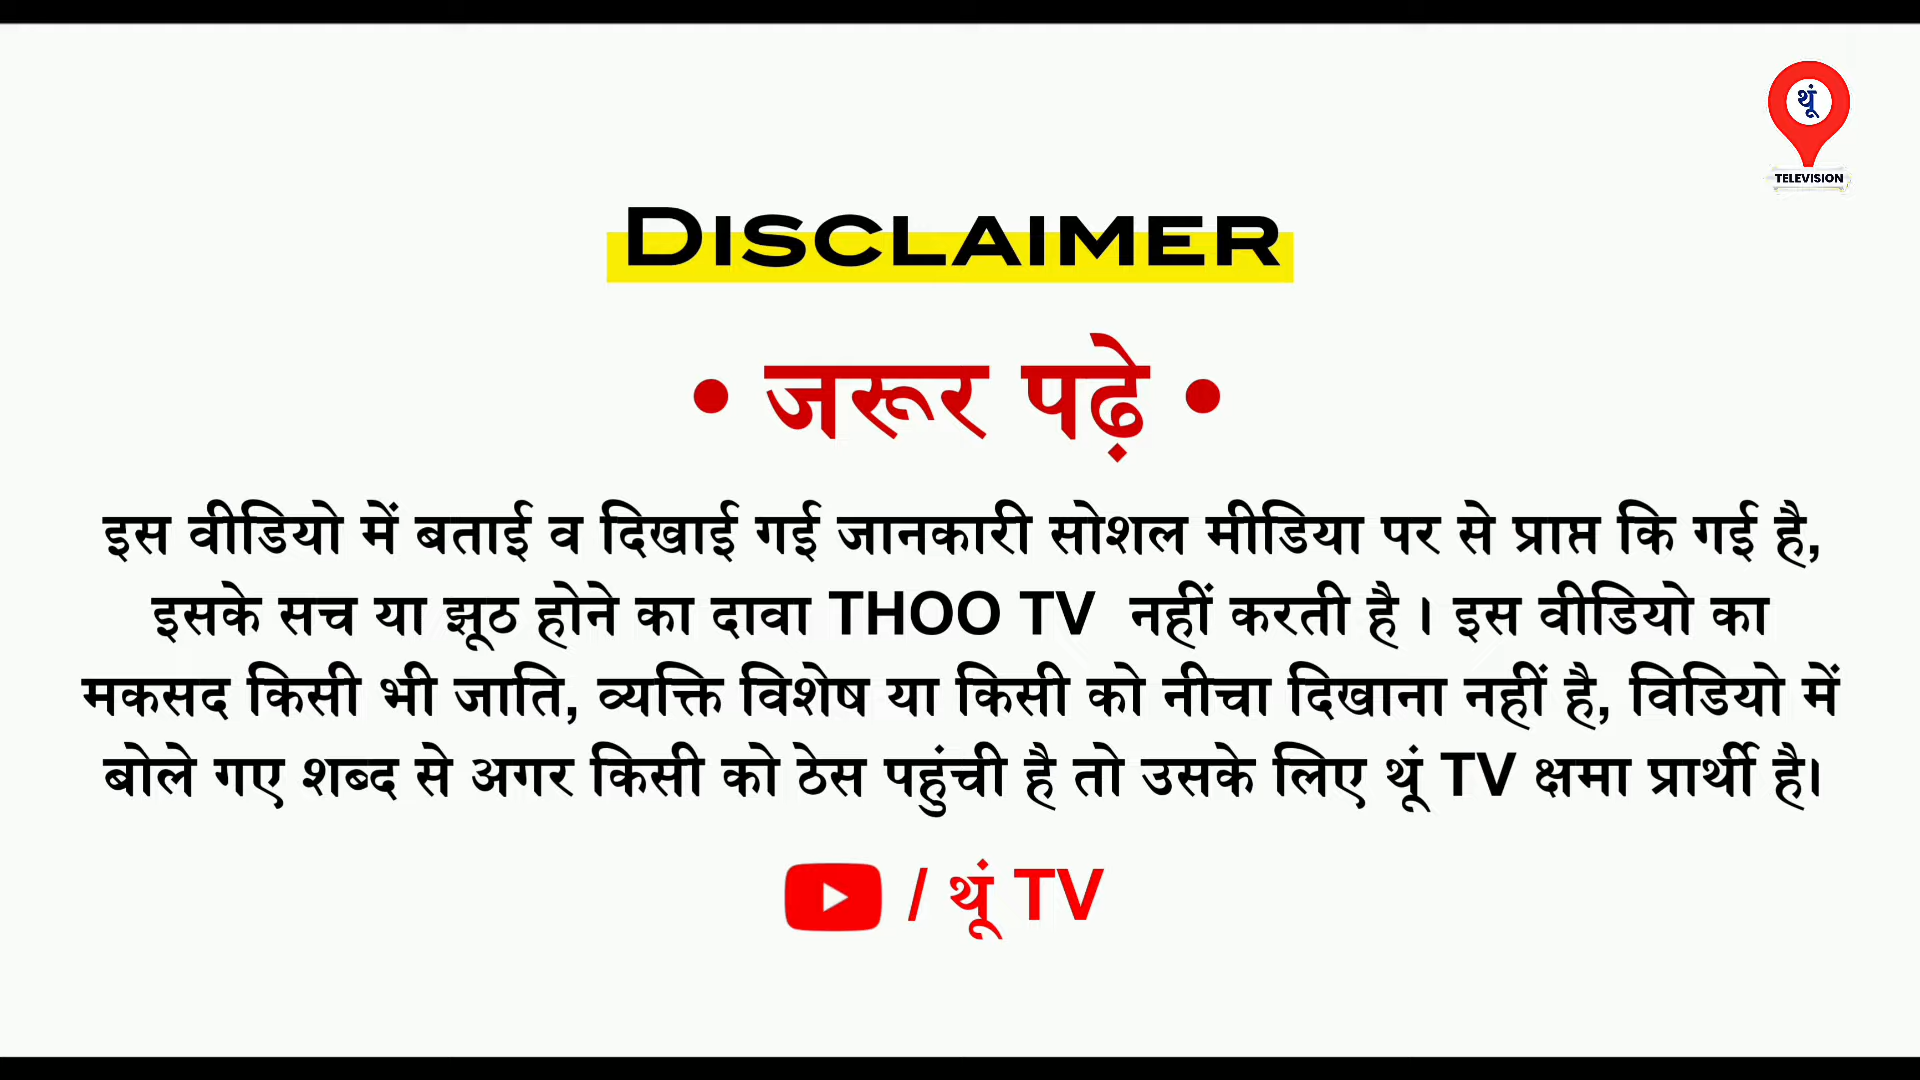 थूं
TELEVISION
DISCLAIMER
• जरूर पढ़े •
इस वीडियो में बताई व दिखाई गई जानकारी सोशल मीडिया पर से प्राप्त कि गई है,
इसके सच या झूठ होने का दावा THOO TV नहीं करती है । इस वीडियो का
मकसद किसी भी जाति, व्यक्ति विशेष या किसी को नीचा दिखाना नहीं है, विडियो में
बोले गए शब्द से अगर किसी को ठेस पहुंची है तो उसके लिए थूं TV क्षमा प्रार्थी है।
/ थूं TV